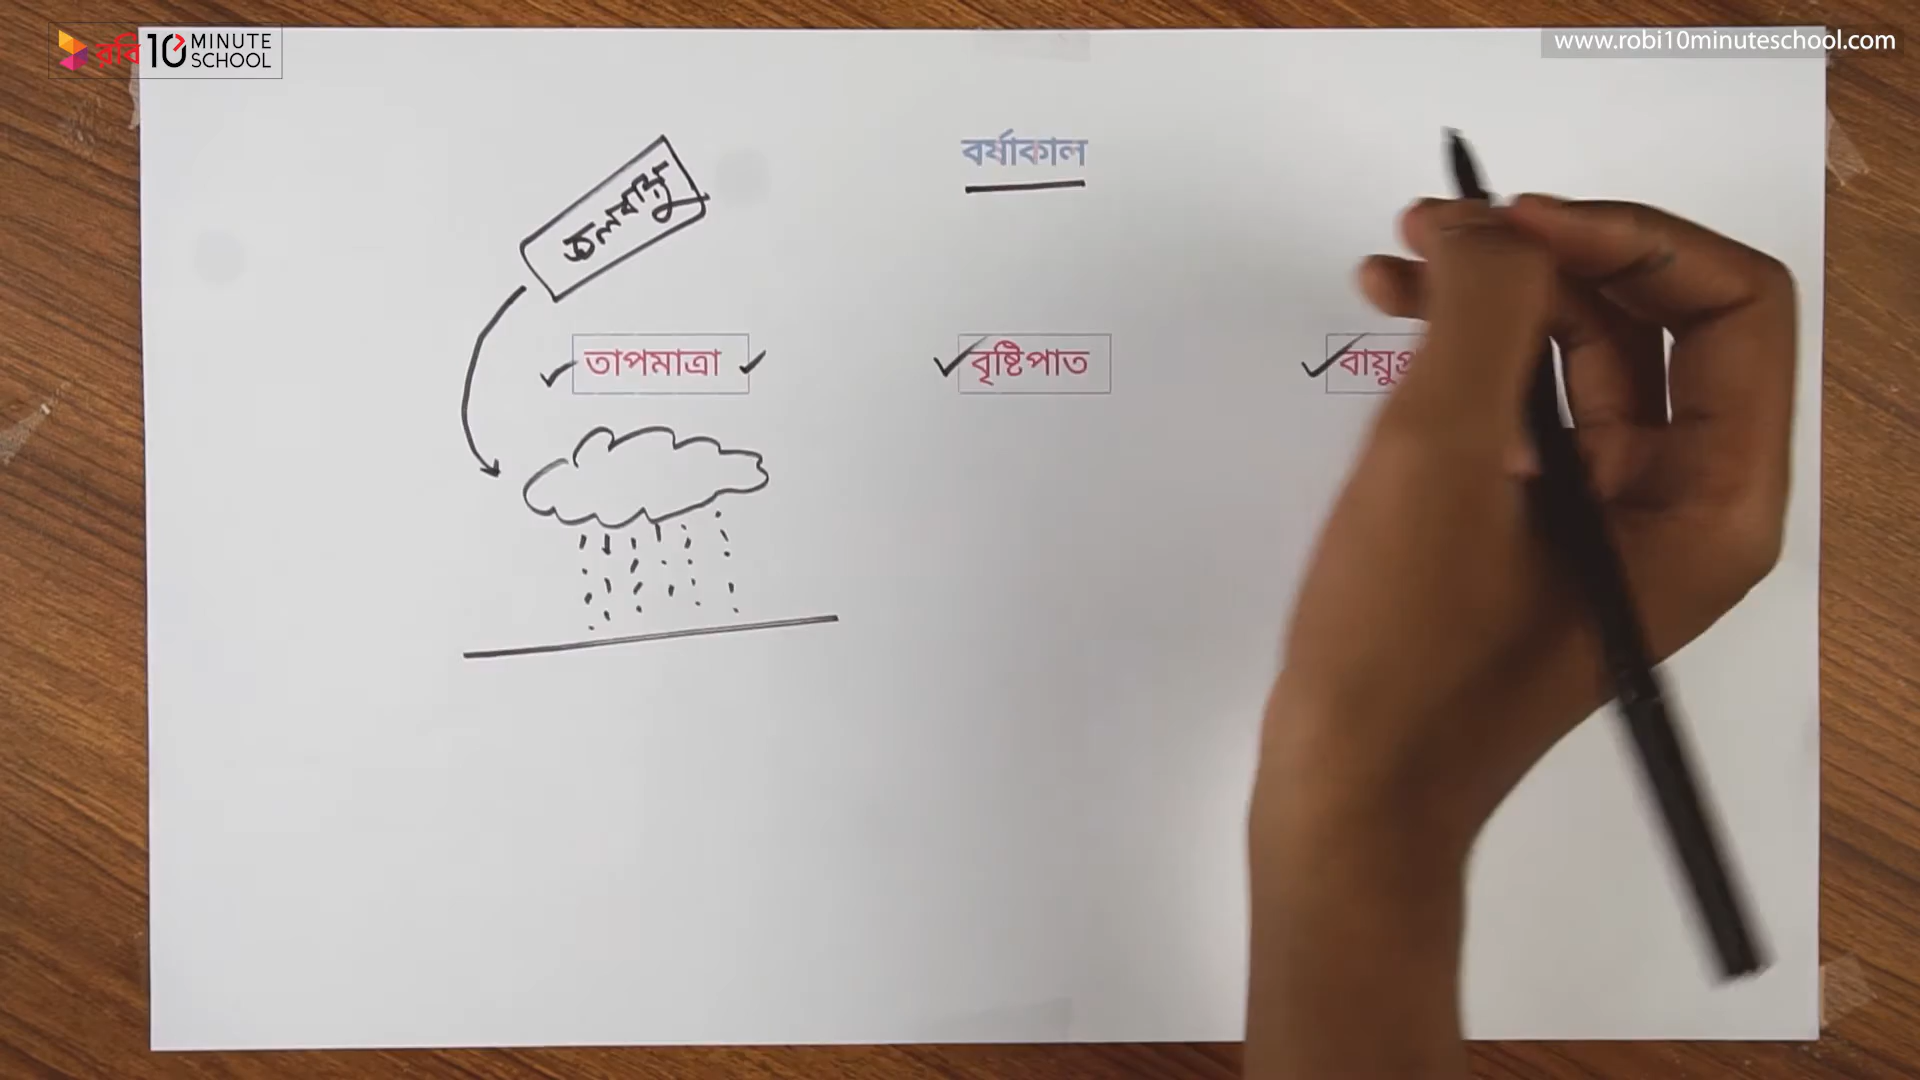 রবি 10 MINUTE SCHOOL
www.robi10minuteschool.com
বর্ষাকাল
জলবায়ু
তাপমাত্রা
বৃষ্টিপাত